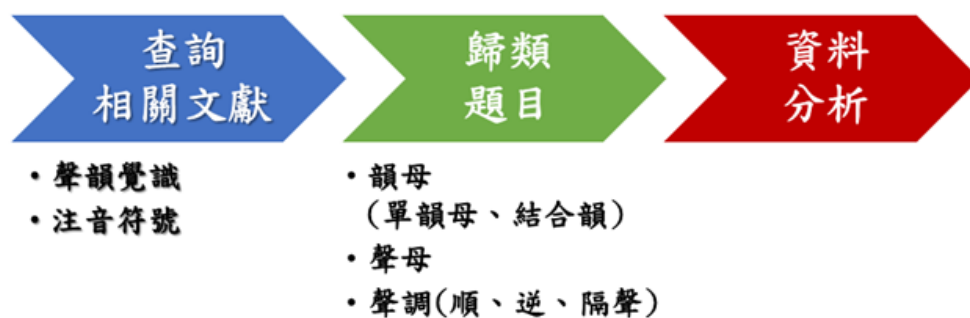 查詢
相關文獻
歸類
題目
資料
分析
・聲韻覺識
・注音符號
・韻母
(單韻母、結合韻)
・聲母
・聲調(順、逆、隔聲)